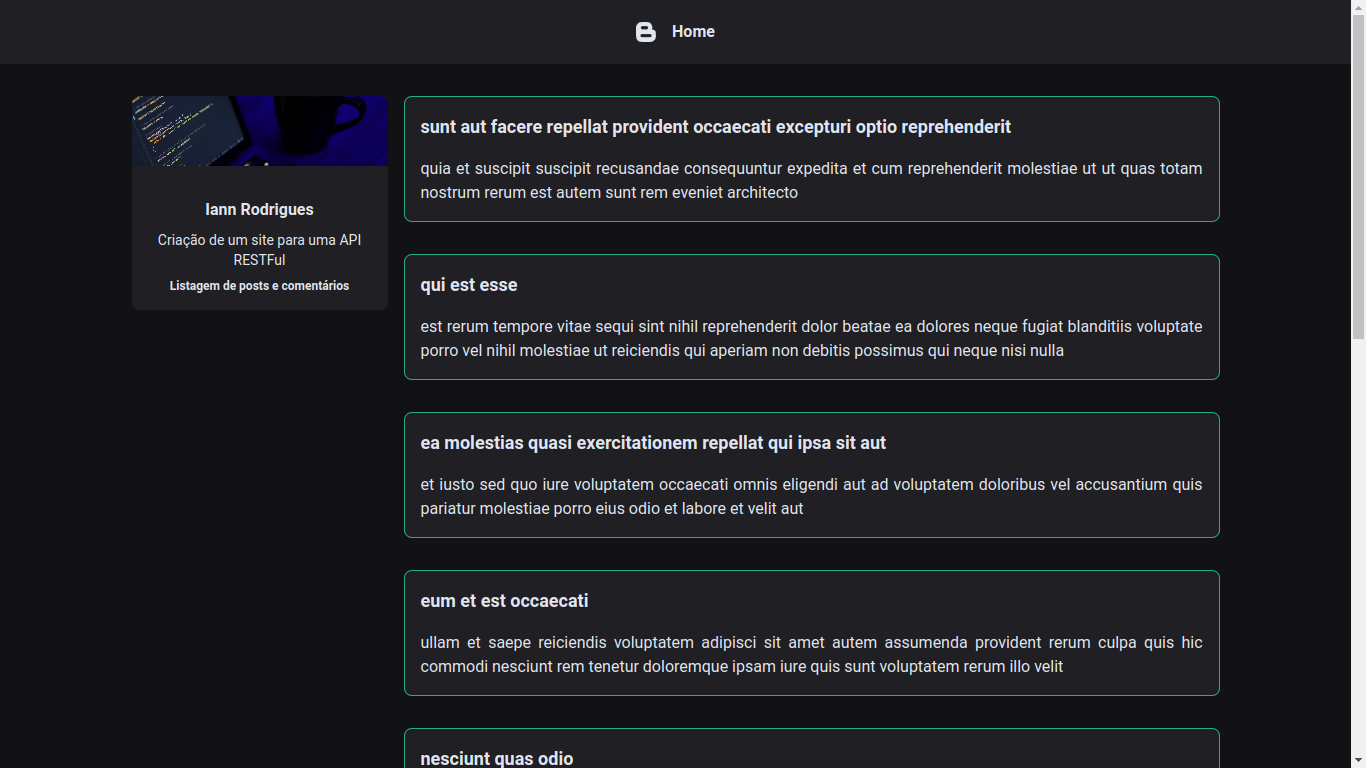 Home
Iann Rodrigues
Criação de um site para uma API
RESTFul
Listagem de posts e comentários
sunt aut facere repellat provident occaecati excepturi optio reprehenderit
quia et suscipit suscipit recusandae consequuntur expedita et cum reprehenderit molestiae ut ut quas totam
nostrum rerum est autem sunt rem eveniet architecto
qui est esse
est rerum tempore vitae sequi sint nihil reprehenderit dolor beatae ea dolores neque fugiat blanditiis voluptate
porro vel nihil molestiae ut reiciendis qui aperiam non debitis possimus qui neque nisi nulla
ea molestias quasi exercitationem repellat qui ipsa sit aut
et iusto sed quo iure voluptatem occaecati omnis eligendi aut ad voluptatem doloribus vel accusantium quis
pariatur molestiae porro eius odio et labore et velit aut
eum et est occaecati
ullam et saepe reiciendis voluptatem adipisci sit amet autem assumenda provident rerum culpa quis hic
commodi nesciunt rem tenetur doloremque ipsam iure quis sunt voluptatem rerum illo velit
nesciunt quas odio